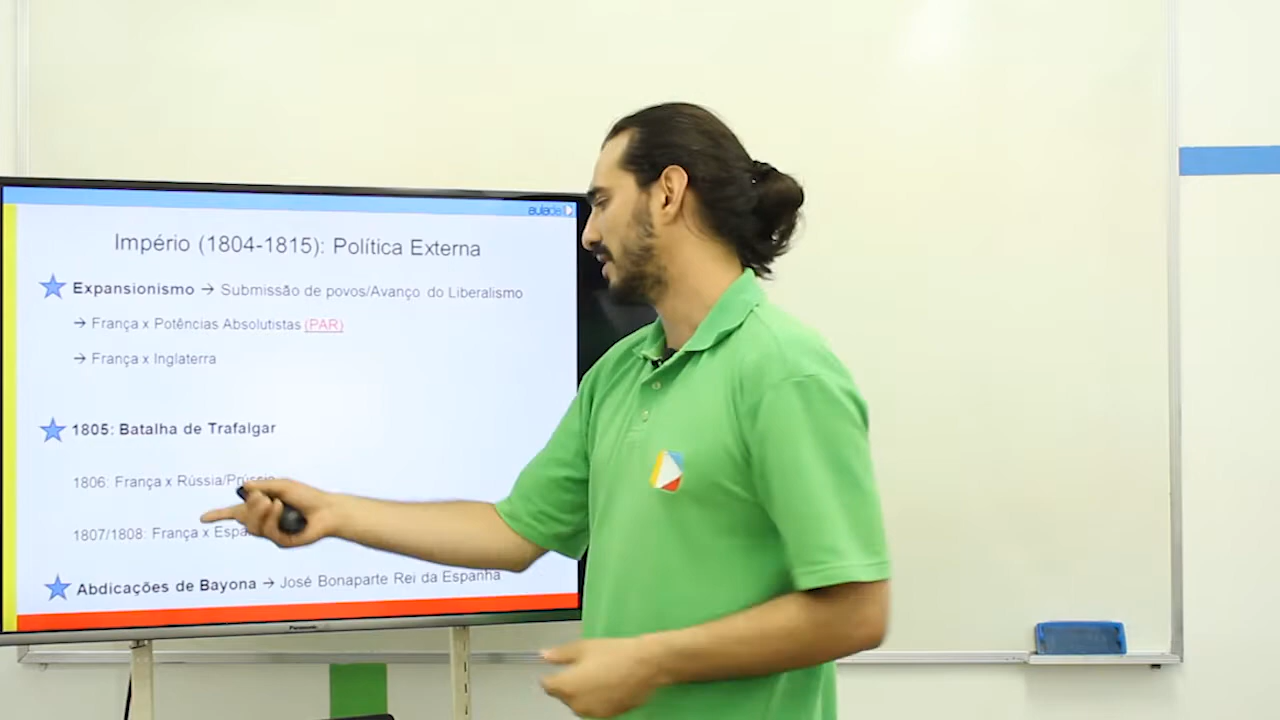 Império (1804-1815): Política Externa
Expansionismo → Submissão de povos/Avanço do Liberalismo
→ França x Potências Absolutistas (PAR)
→ França x Inglaterra
1805: Batalha de Trafalgar
1806: França x Rússia/Prússia
1807/1808: França x
Abdicações de Bayona → José Bonaparte Rei da Espanha
Panasonic